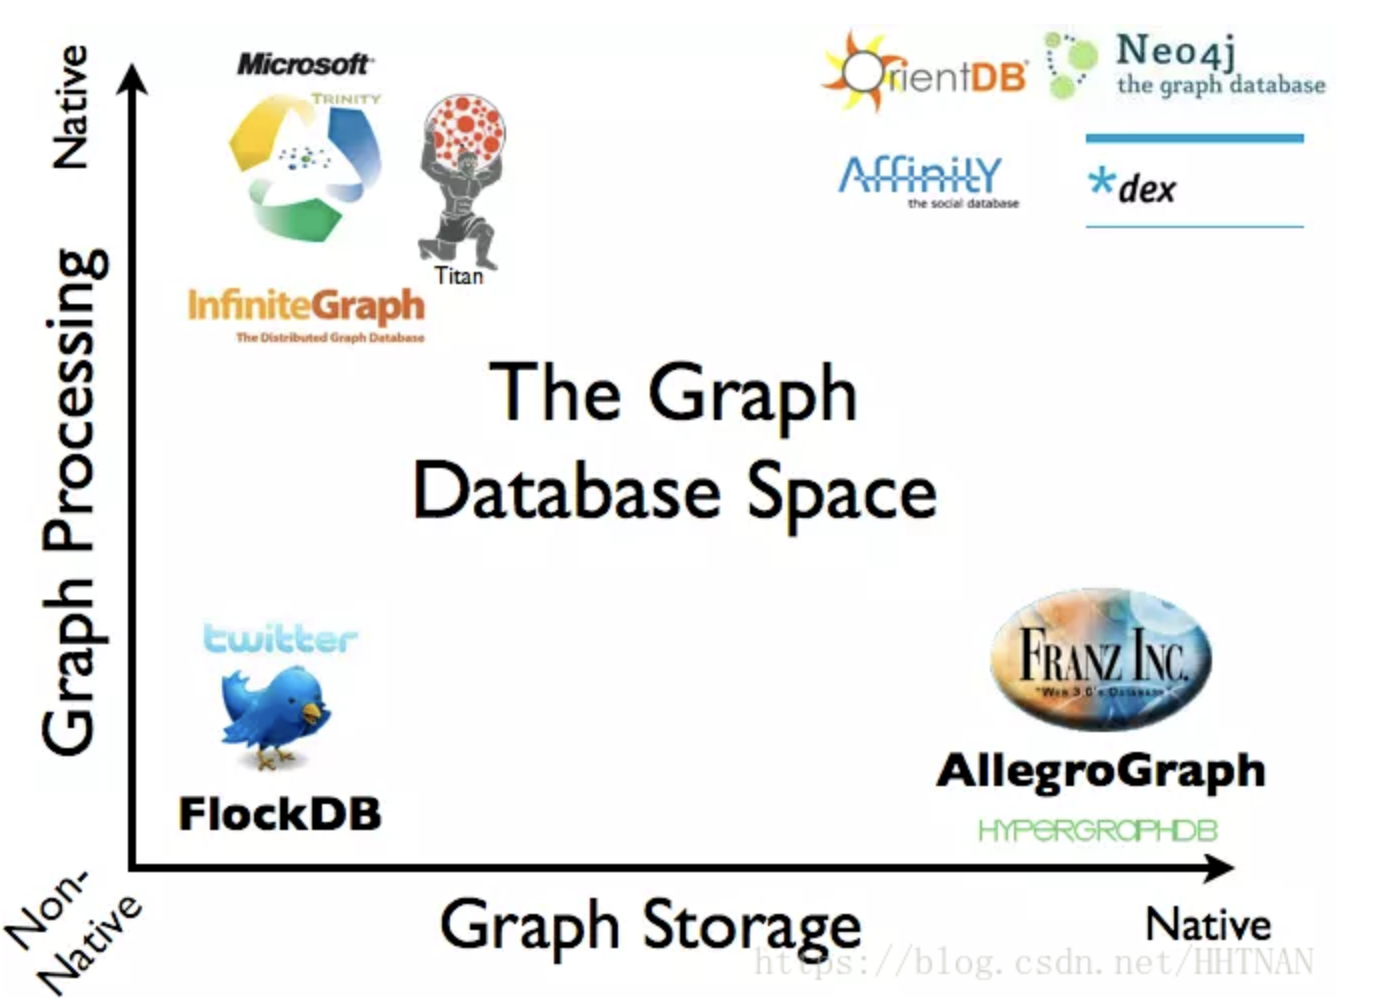 Native
Graph Processing
Non-
Native
Microsoft
TRINITY
Titan
InfiniteGraph
The Distributed Graph Database
OrientDB
Neo4j
the graph database
Affinity
the social database
*dex
The Graph
Database Space
twitter
FlockDB
FRANZ INC.
"Web 3.0's Database"
AllegroGraph
HYPERGRAPHDB
Graph Storage
Native
https://blog.csdn.net/HHTNAN